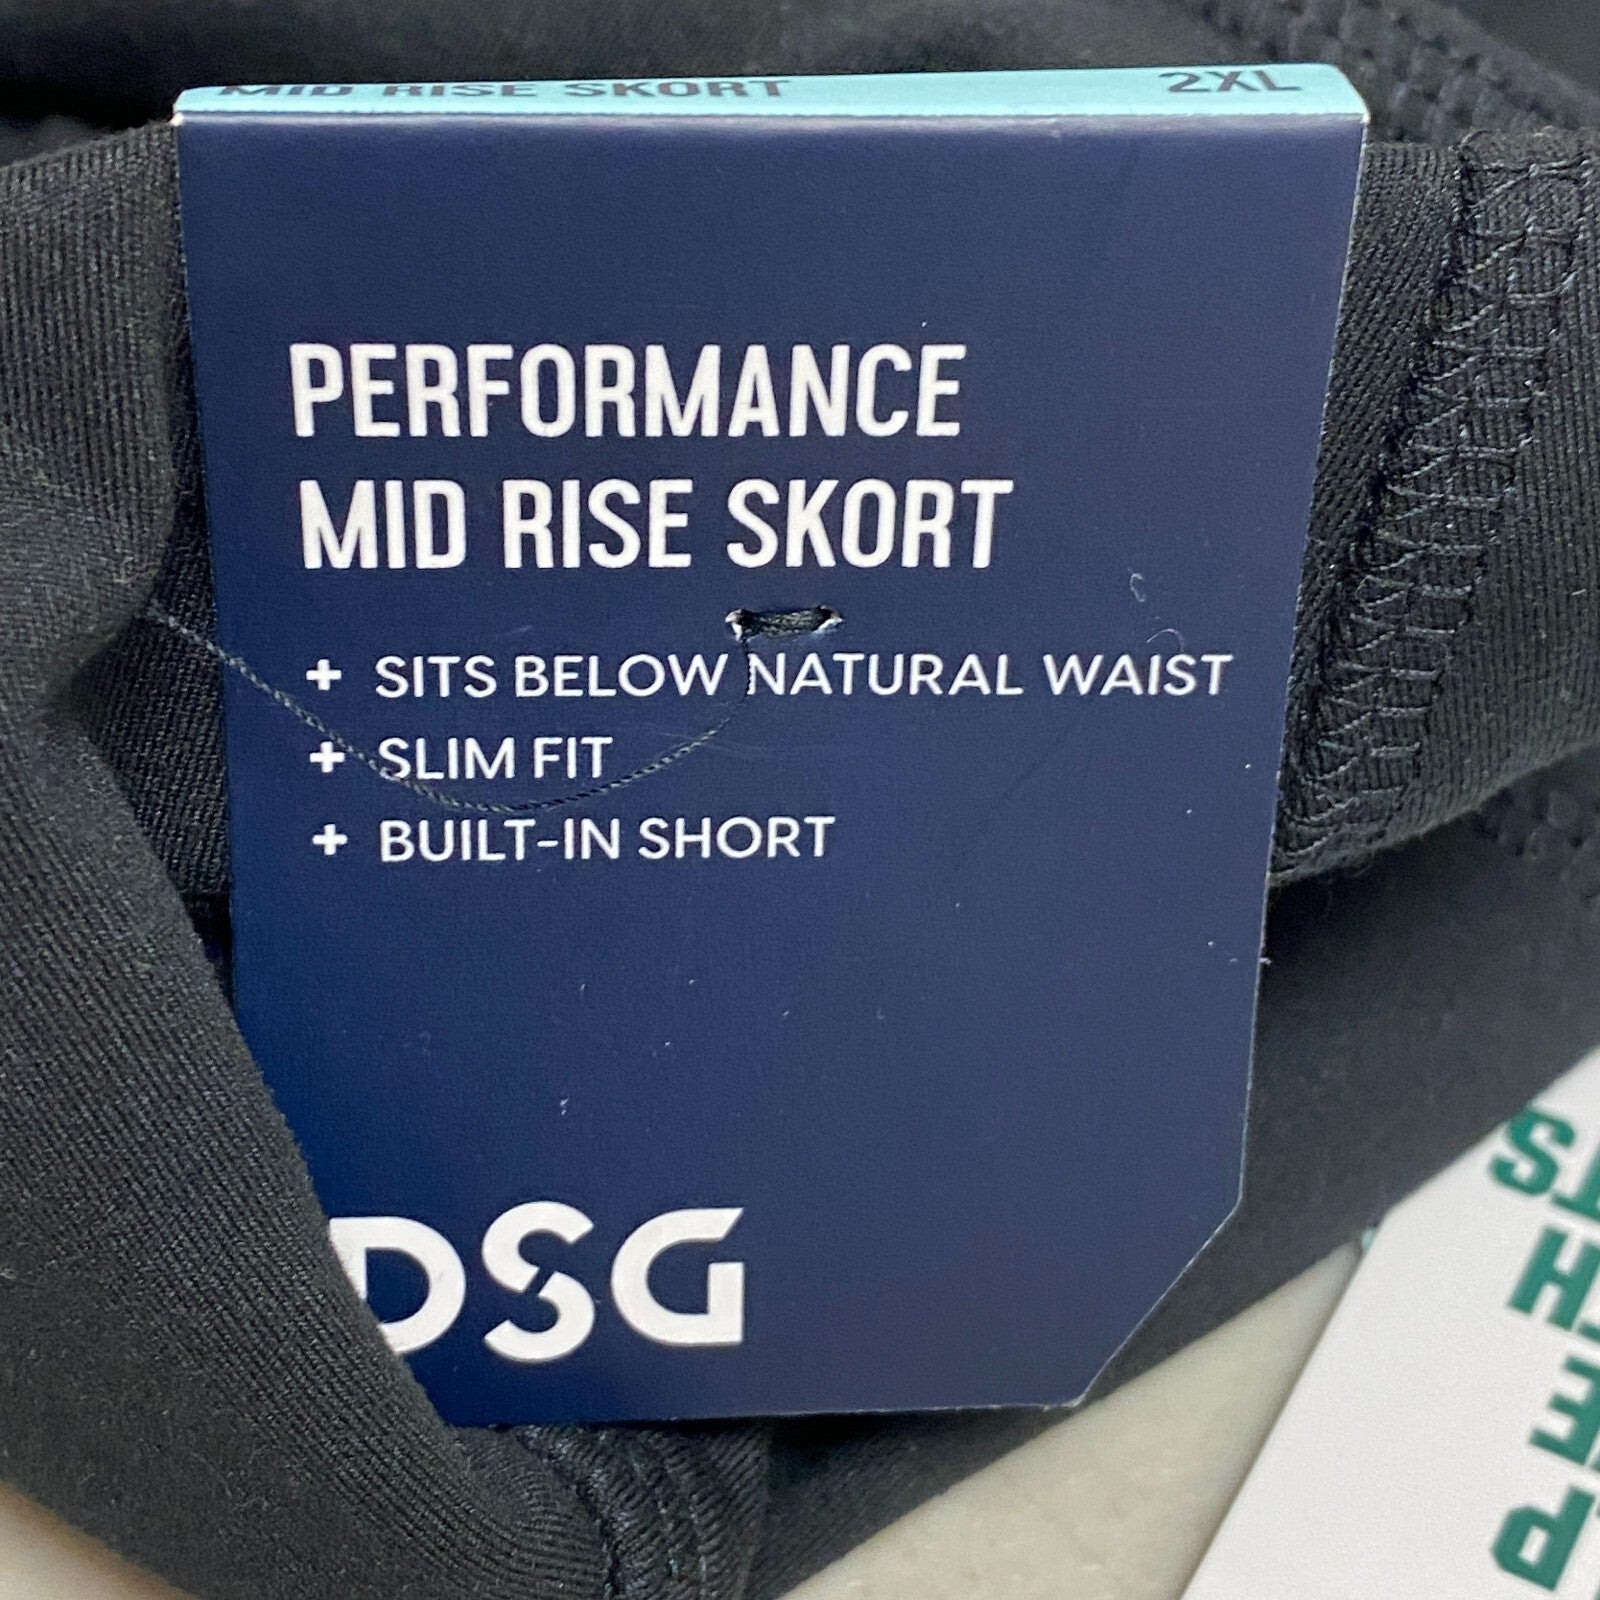 MID RISE SKORT 2XL
PERFORMANCE
MID RISE SKORT
+ SITS BELOW NATURAL WAIST
+ SLIM FIT
+ BUILT-IN SHORT
DSG